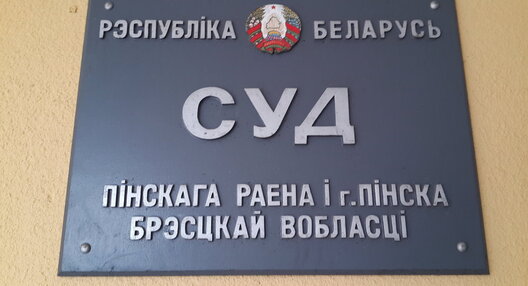 РЭСПУБЛІКА БЕЛАРУСЬ
СУД
ПІНСКАГА РАЕНА І г.ПІНСКА
БРЭСЦКАЙ ВОБЛАСЦІ